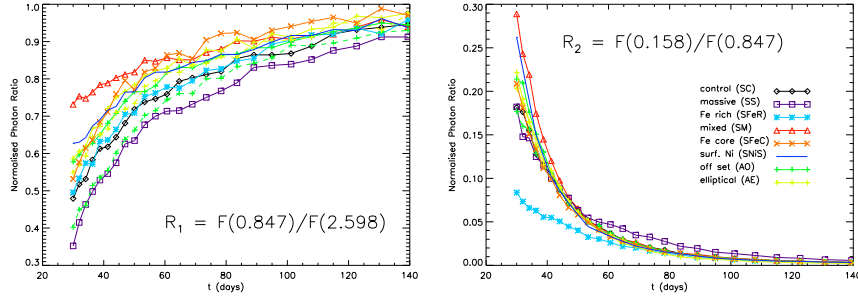 1.0
0.9
0.8
0.7
0.6
0.5
0.4
0.3
Normalised Photon Ratio
R1 = F(0.847)/F(2.598)
20 40 60 80 100 120 140
t (days)
0.30
0.25
0.20
0.15
0.10
0.05
0.00
Normalised Photon Ratio
R2 = F(0.158)/F(0.847)
control (SC)
massive (SS)
Fe rich (SFeR)
mixed (SM)
Fe core (SFeC)
surf. Ni (SNiS)
off set (AO)
elliptical (AE)
20 40 60 80 100 120 140
t (days)